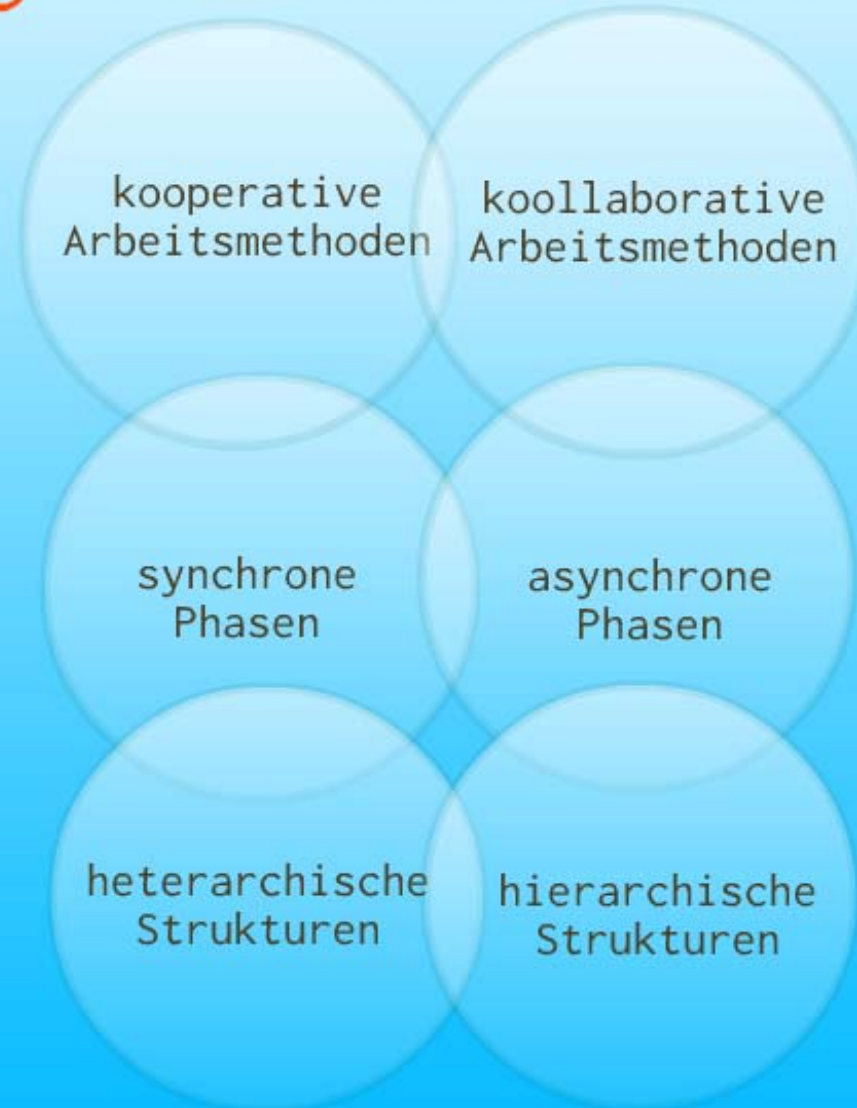 kooperative
Arbeitsmethoden
koollaborative
Arbeitsmethoden
synchrone
Phasen
asynchrone
Phasen
heterarchische
Strukturen
hierarchische
Strukturen